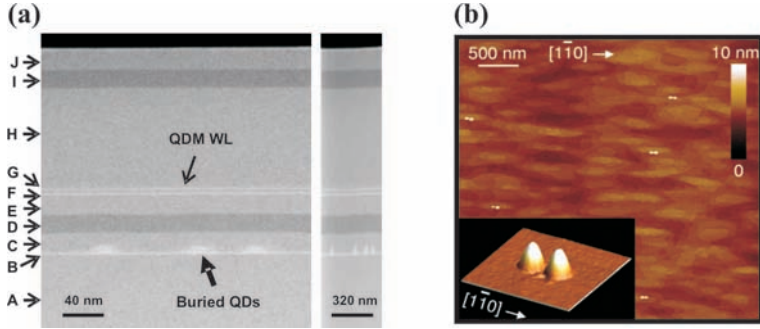 (a)
J
I
H
G
F
E
D
C
B
A
QDM WL
Buried QDs
40 nm
320 nm
(b)
500 nm
[1̄10]
10 nm
0
[1̄10]